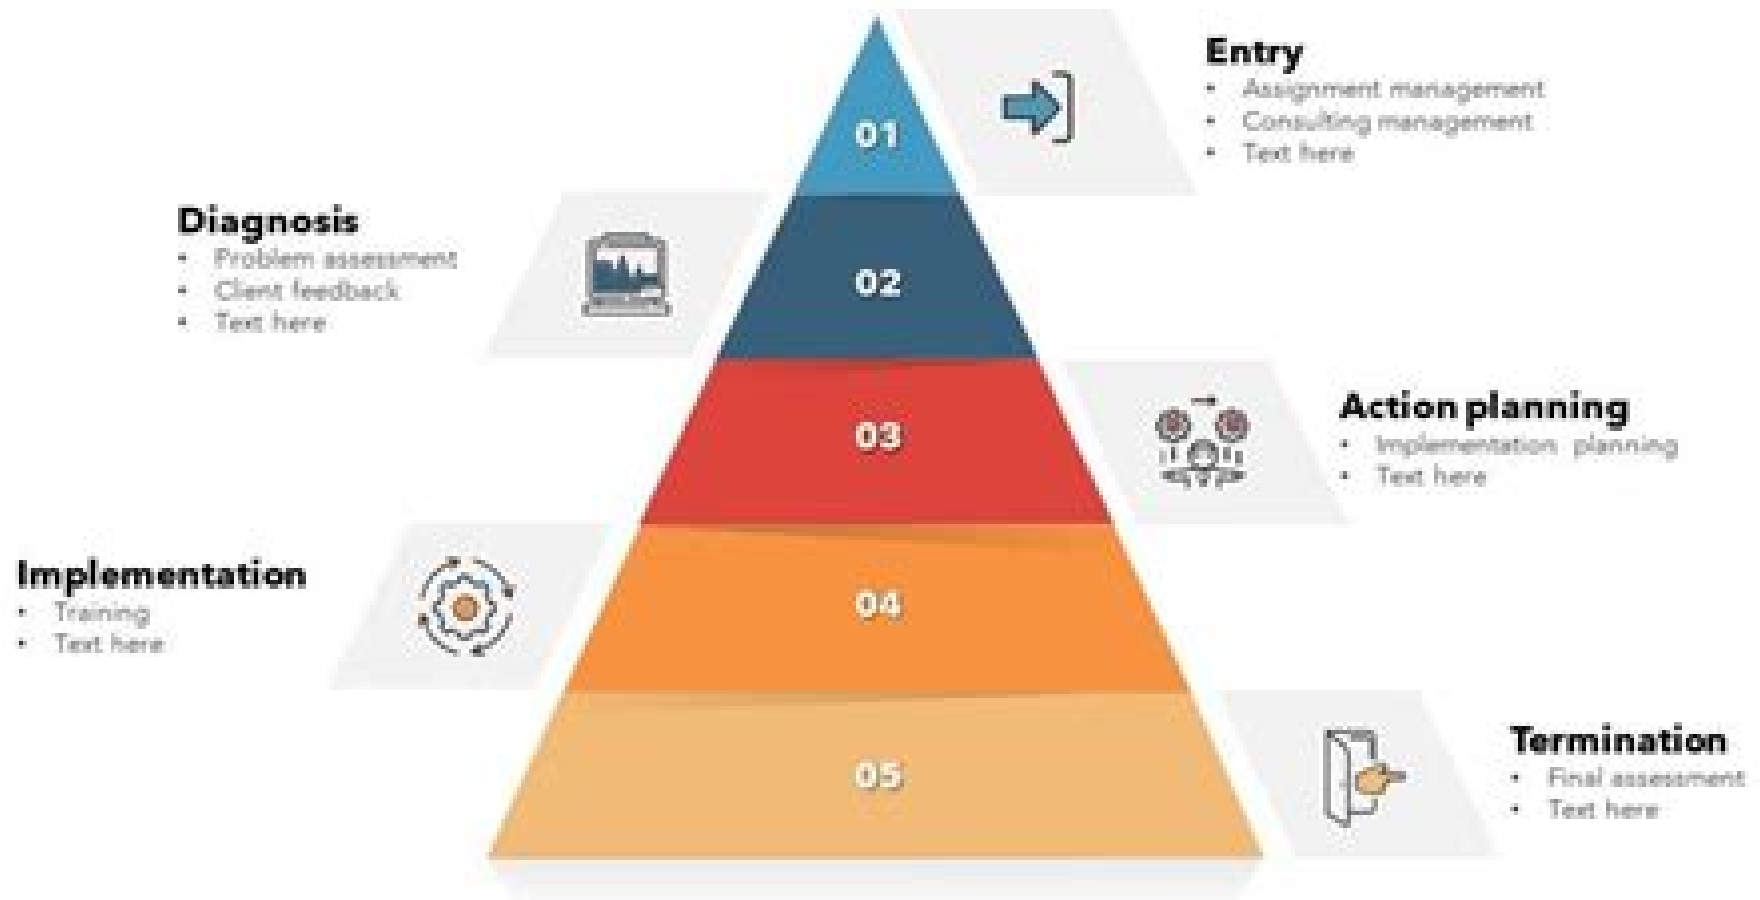 01
Entry
• Assignment management
• Consulting management
• Text here
Diagnosis
• Problem assessment
• Client feedback
• Text here
02
03
Action planning
• Implementation planning
• Text here
Implementation
• Training
• Text here
04
05
Termination
• Final assessment
• Text here